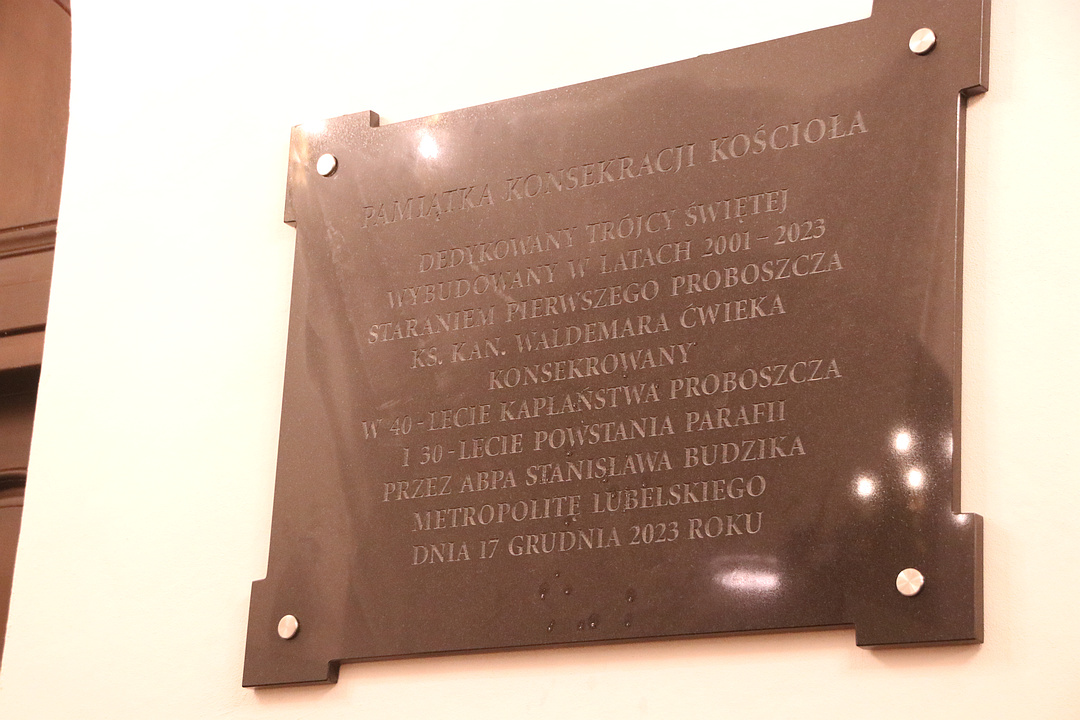 PAMIĄTKA KONSEKRACJI KOŚCIOŁA
DEDYKOWANY TRÓJCY ŚWIĘTEJ
WYBUDOWANY W LATACH 2001 – 2023
STARANIEM PIERWSZEGO PROBOSZCZA
KS. KAN. WALDEMARA ĆWIEKA
KONSEKROWANY
W 40 - LECIE KAPŁAŃSTWA PROBOSZCZA
I 30 - LECIE POWSTANIA PARAFII
PRZEZ ABPA STANISŁAWA BUDZIKA
METROPOLITĘ LUBELSKIEGO
DNIA 17 GRUDNIA 2023 ROKU